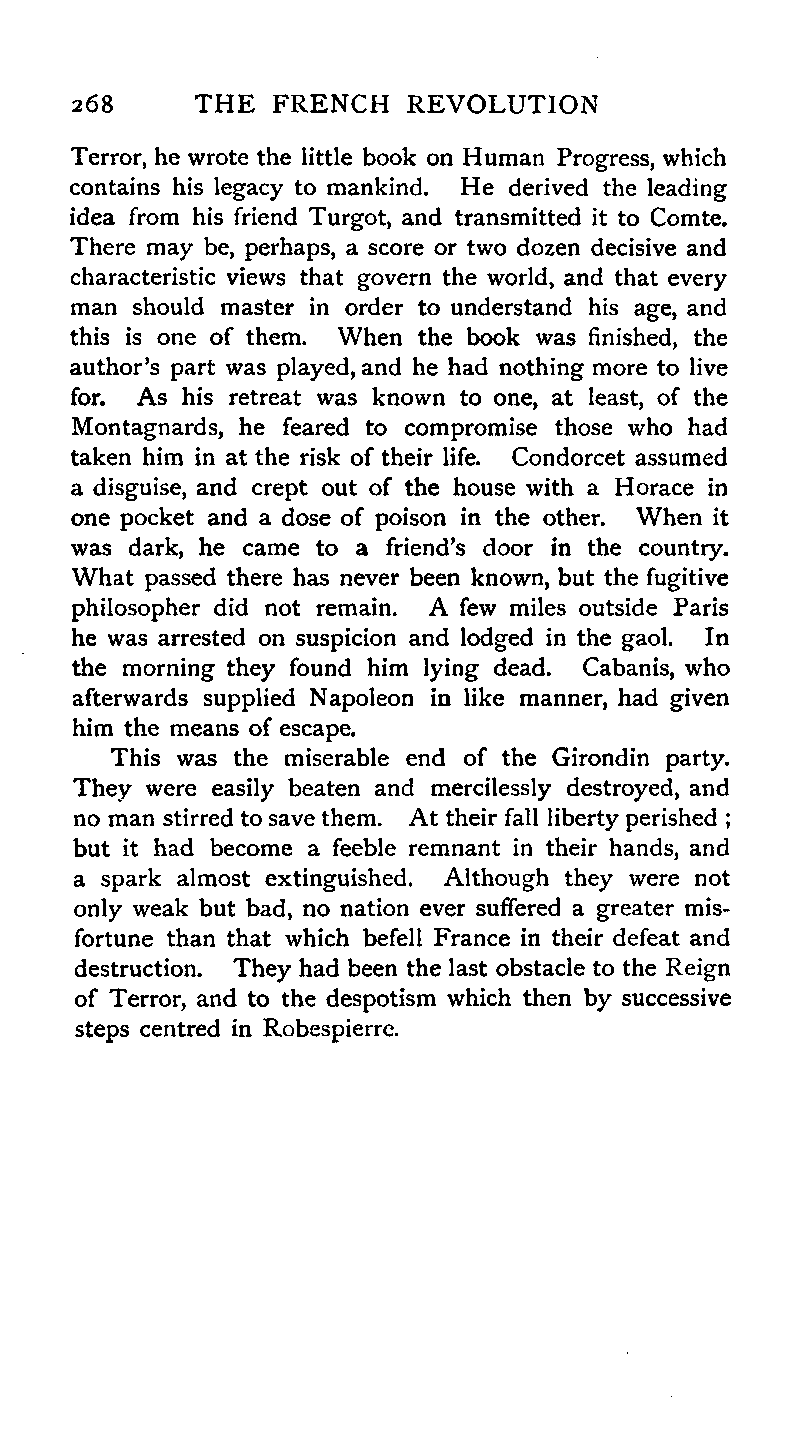 268 THE FRENCH REVOLUTION
Terror, he wrote the little book on Human Progress, which
contains his legacy to mankind. He derived the leading
idea from his friend Turgot, and transmitted it to Comte.
There may be, perhaps, a score or two dozen decisive and
characteristic views that govern the world, and that every
man should master in order to understand his age, and
this is one of them. When the book was finished, the
author's part was played, and he had nothing more to live
for. As his retreat was known to one, at least, of the
Montagnards, he feared to compromise those who had
taken him in at the risk of their life. Condorcet assumed
a disguise, and crept out of the house with a Horace in
one pocket and a dose of poison in the other. When it
was dark, he came to a friend's door in the country.
What passed there has never been known, but the fugitive
philosopher did not remain. A few miles outside Paris
he was arrested on suspicion and lodged in the gaol. In
the morning they found him lying dead. Cabanis, who
afterwards supplied Napoleon in like manner, had given
him the means of escape.
This was the miserable end of the Girondin party.
They were easily beaten and mercilessly destroyed, and
no man stirred to save them. At their fall liberty perished ;
but it had become a feeble remnant in their hands, and
a spark almost extinguished. Although they were not
only weak but bad, no nation ever suffered a greater mis-
fortune than that which befell France in their defeat and
destruction. They had been the last obstacle to the Reign
of Terror, and to the despotism which then by successive
steps centred in Robespierre.